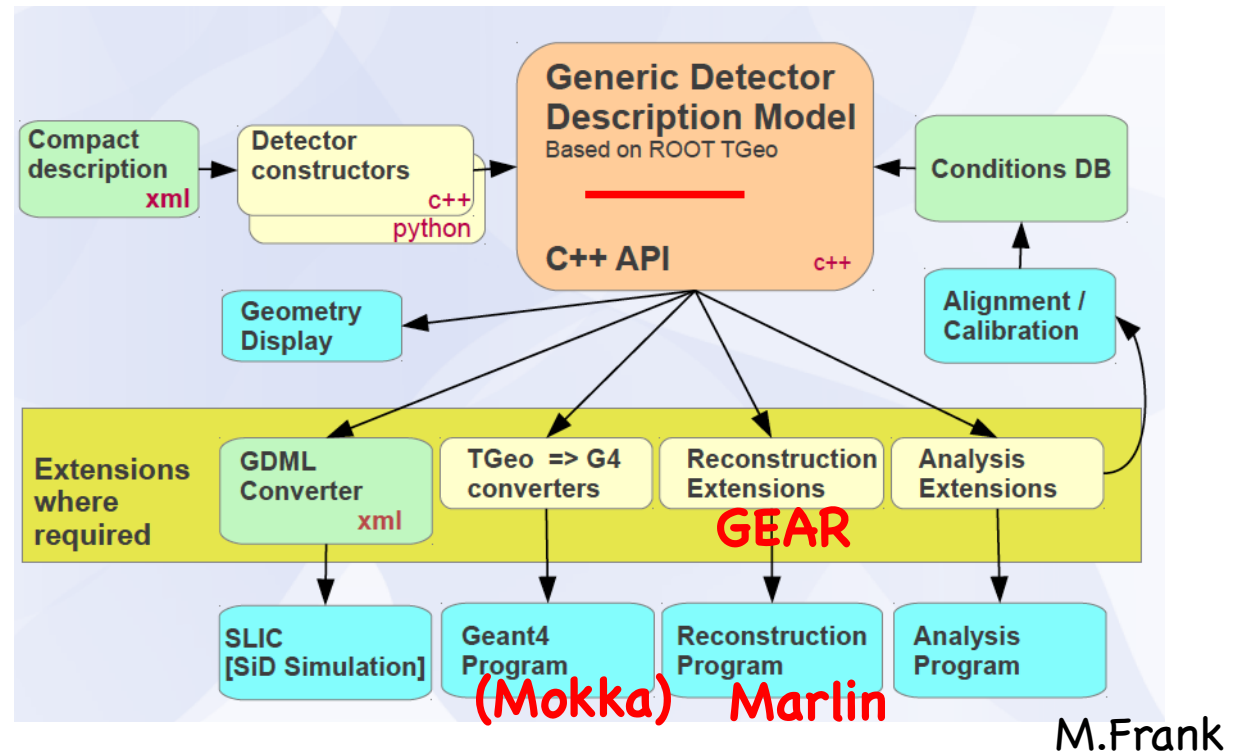 Generic Detector
Description Model
Based on ROOT TGeo
C++ API
c++
Compact
description
xml
Detector
constructors
c++
python
Conditions DB
Geometry
Display
Alignment /
Calibration
Extensions
where
required
GDML
Converter
xml
TGeo => G4
converters
Reconstruction
Extensions
GEAR
Analysis
Extensions
SLIC
[SiD Simulation]
Geant4
Program
(Mokka)
Reconstruction
Program
Marlin
Analysis
Program
M.Frank